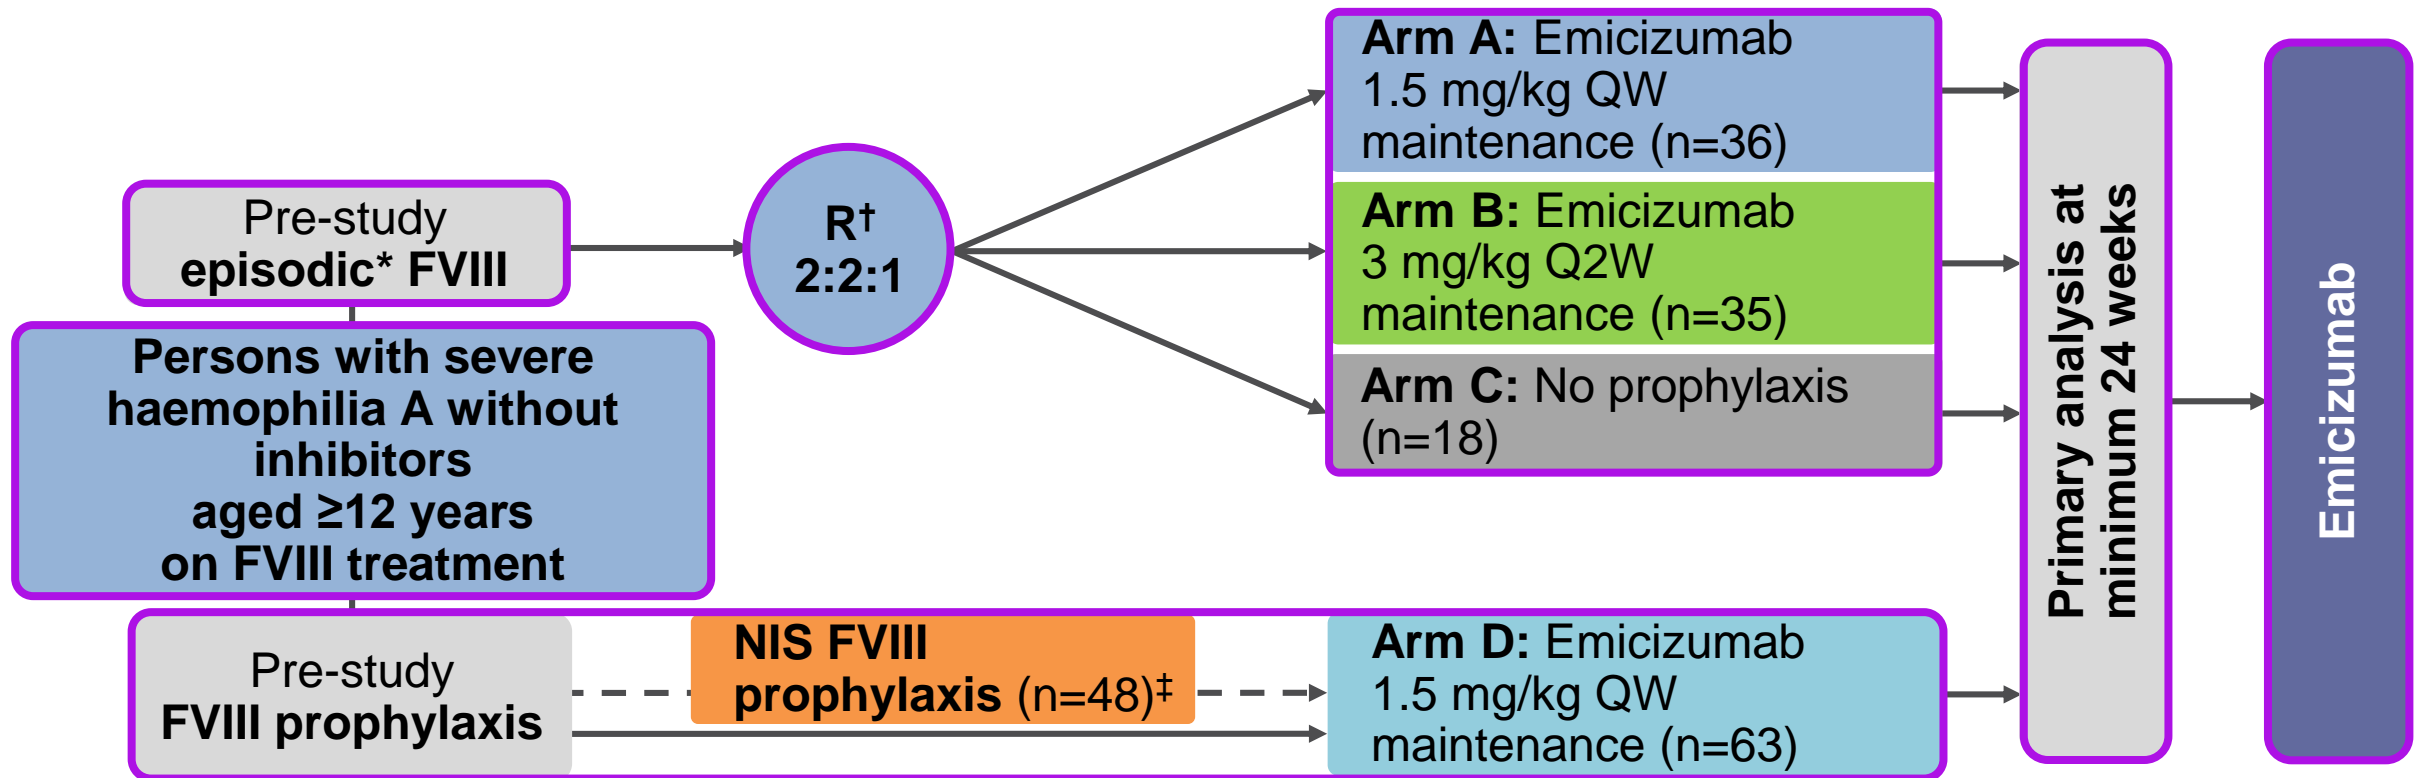 Pre-study
episodic* FVIII
Persons with severe
haemophilia A without
inhibitors
aged ≥12 years
on FVIII treatment
Pre-study
FVIII prophylaxis
R†
2:2:1
NIS FVIII
prophylaxis (n=48)‡
Arm A: Emicizumab
1.5 mg/kg QW
maintenance (n=36)
Arm B: Emicizumab
3 mg/kg Q2W
maintenance (n=35)
Arm C: No prophylaxis
(n=18)
Arm D: Emicizumab
1.5 mg/kg QW
maintenance (n=63)
Primary analysis at
minimum 24 weeks
Emicizumab